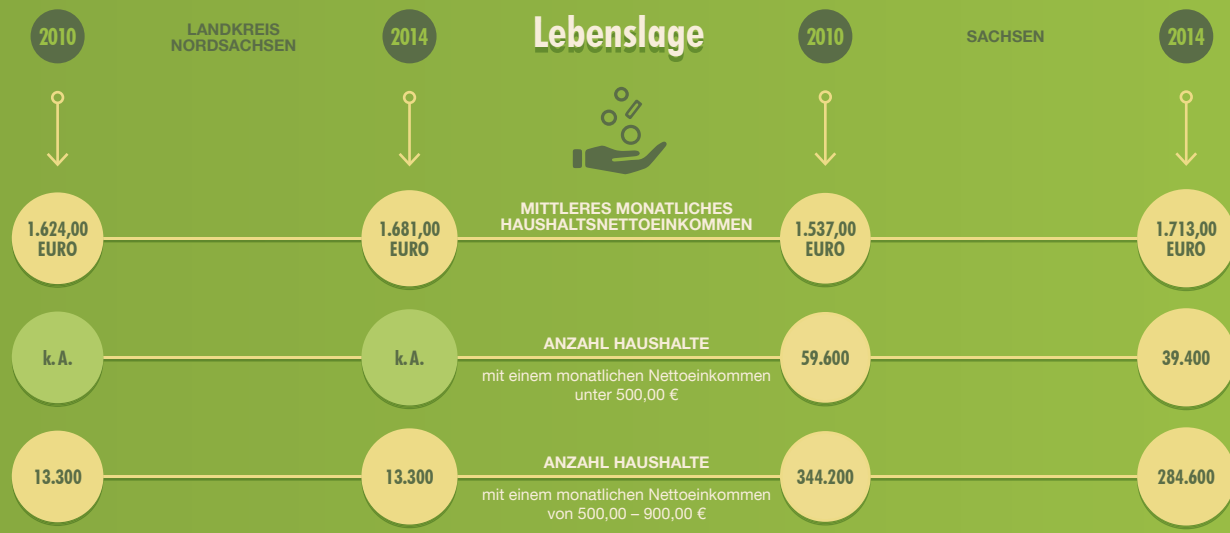 2010
LANDKREIS
NORDSACHSEN
2014
Lebenslage
2010
SACHSEN
2014
1.624,00
EURO
1.681,00
EURO
MITTLERES MONATLICHES
HAUSHALTSNETTOEINKOMMEN
1.537,00
EURO
1.713,00
EURO
k. A.
k. A.
ANZAHL HAUSHALTE
mit einem monatlichen Nettoeinkommen
unter 500,00 €
59.600
39.400
13.300
13.300
ANZAHL HAUSHALTE
mit einem monatlichen Nettoeinkommen
von 500,00 – 900,00 €
344.200
284.600